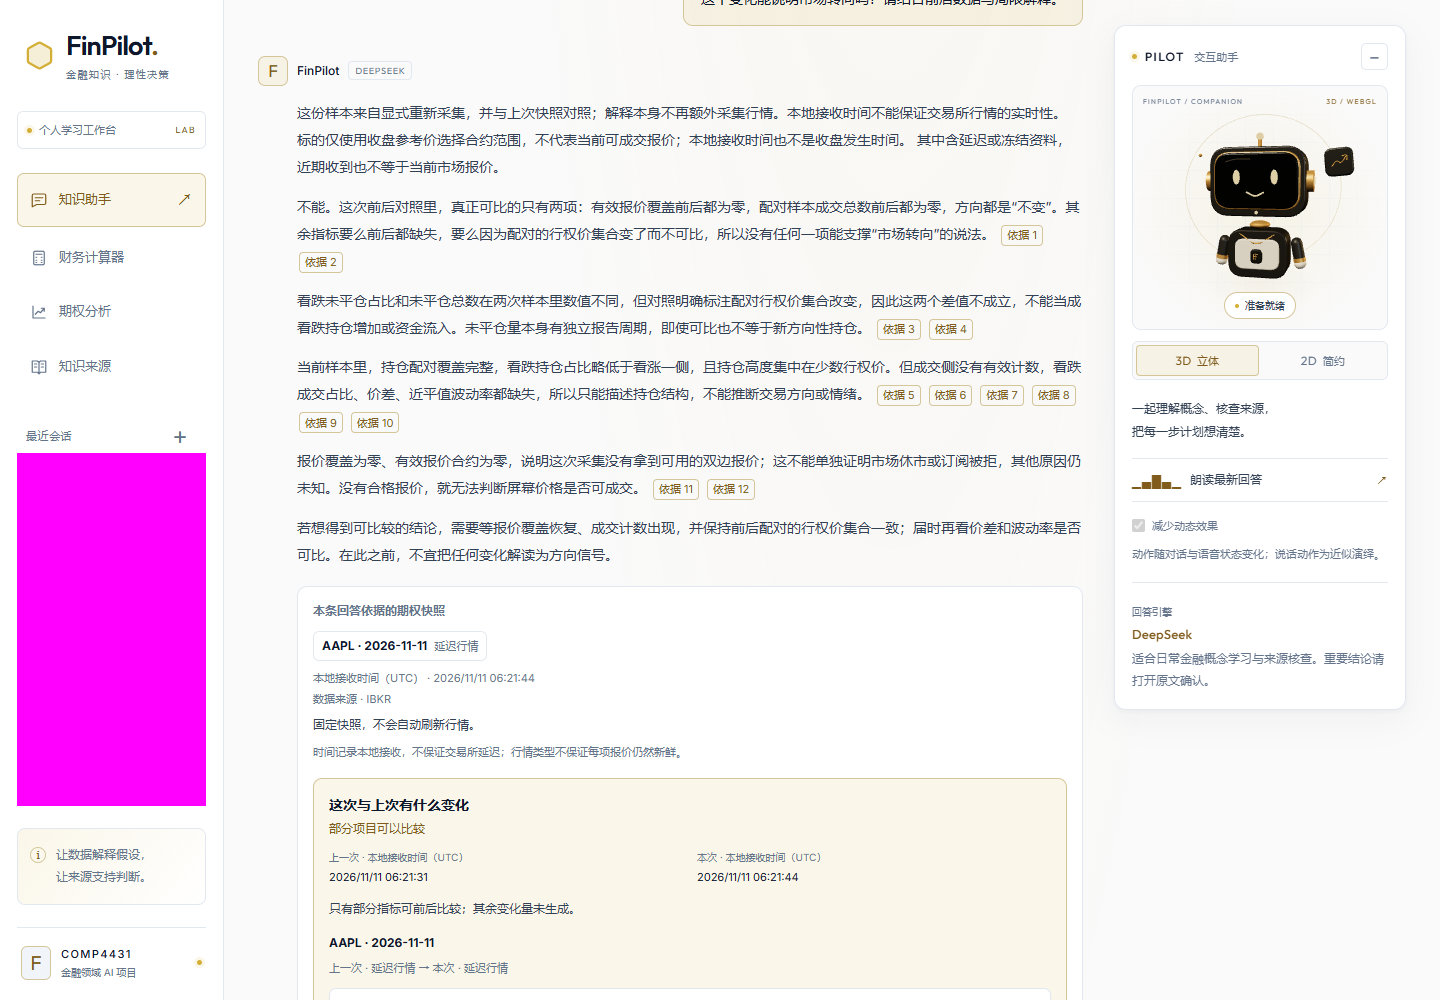 FinPilot.
金融知识 · 理性决策
个人学习工作台
LAB
知识助手
财务计算器
期权分析
知识来源
最近会话
让数据解释假设，
让来源支持判断。
F
COMP4431
金融领域 AI 项目
F
FinPilot
DEEPSEEK
这份样本来自显式重新采集，并与上次快照对照；解释本身不再额外采集行情。本地接收时间不能保证交易所行情的实时性。
标的仅使用收盘参考价选择合约范围，不代表当前可成交报价；本地接收时间也不是收盘发生时间。 其中含延迟或冻结资料，
近期收到也不等于当前市场报价。
不能。这次前后对照里，真正可比的只有两项：有效报价覆盖前后都为零，配对样本成交总数前后都为零，方向都是“不变”。其
余指标要么前后都缺失，要么因为配对的行权价集合变了而不可比，所以没有任何一项能支撑“市场转向”的说法。 依据 1
依据 2
看跌未平仓占比和未平仓总数在两次样本里数值不同，但对照明确标注配对行权价集合改变，因此这两个差值不成立，不能当成
看跌持仓增加或资金流入。未平仓量本身有独立报告周期，即使可比也不等于新方向性持仓。 依据 3 依据 4
当前样本里，持仓配对覆盖完整，看跌持仓占比略低于看涨一侧，且持仓高度集中在少数行权价。但成交侧没有有效计数，看跌
成交占比、价差、近平值波动率都缺失，所以只能描述持仓结构，不能推断交易方向或情绪。 依据 5 依据 6 依据 7 依据 8
依据 9 依据 10
报价覆盖为零、有效报价合约为零，说明这次采集没有拿到可用的双边报价；这不能单独证明市场休市或订阅被拒，其他原因仍
未知。没有合格报价，就无法判断屏幕价格是否可成交。 依据 11 依据 12
若想得到可比较的结论，需要等报价覆盖恢复、成交计数出现，并保持前后配对的行权价集合一致；届时再看价差和波动率是否
可比。在此之前，不宜把任何变化解读为方向信号。
本条回答依据的期权快照
AAPL · 2026-11-11 延迟行情
本地接收时间（UTC） · 2026/11/11 06:21:44
数据来源 · IBKR
固定快照，不会自动刷新行情。
时间记录本地接收，不保证交易所延迟；行情类型不保证每项报价仍然新鲜。
这次与上次有什么变化
部分项目可以比较
上一次 · 本地接收时间（UTC）
本次 · 本地接收时间（UTC）
2026/11/11 06:21:31
2026/11/11 06:21:44
只有部分指标可前后比较；其余变化量未生成。
AAPL · 2026-11-11
上一次 · 延迟行情 → 本次 · 延迟行情
PILOT 交互助手
FINPILOT / COMPANION
3D / WEBGL
准备就绪
3D 立体
2D 简约
一起理解概念、核查来源，
把每一步计划想清楚。
朗读最新回答
减少动态效果
动作随对话与语音状态变化；说话动作为近似演绎。
回答引擎
DeepSeek
适合日常金融概念学习与来源核查。重要结论请
打开原文确认。